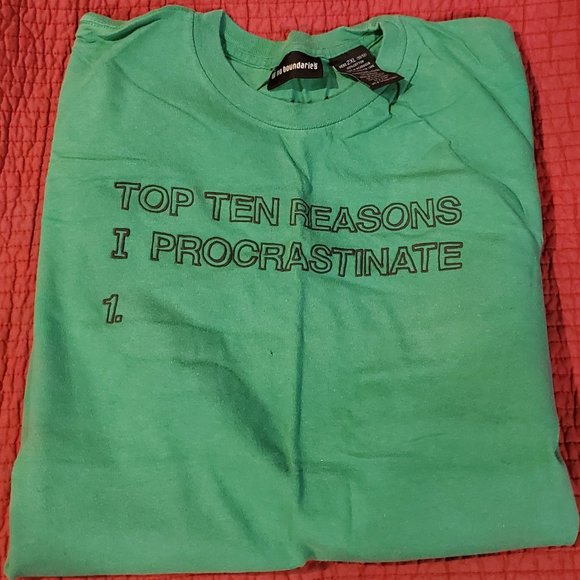 no boundaries
TOP TEN REASONS
I PROCRASTINATE
1.